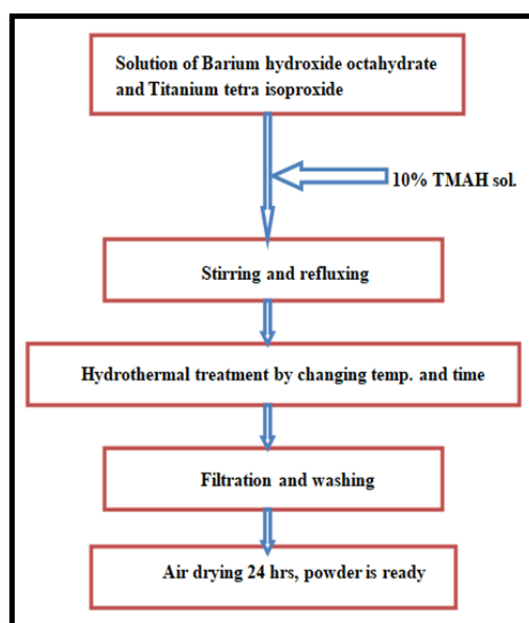 Solution of Barium hydroxide octahydrate
and Titanium tetra isoproxide
10% TMAH sol.
Stirring and refluxing
Hydrothermal treatment by changing temp. and time
Filtration and washing
Air drying 24 hrs, powder is ready